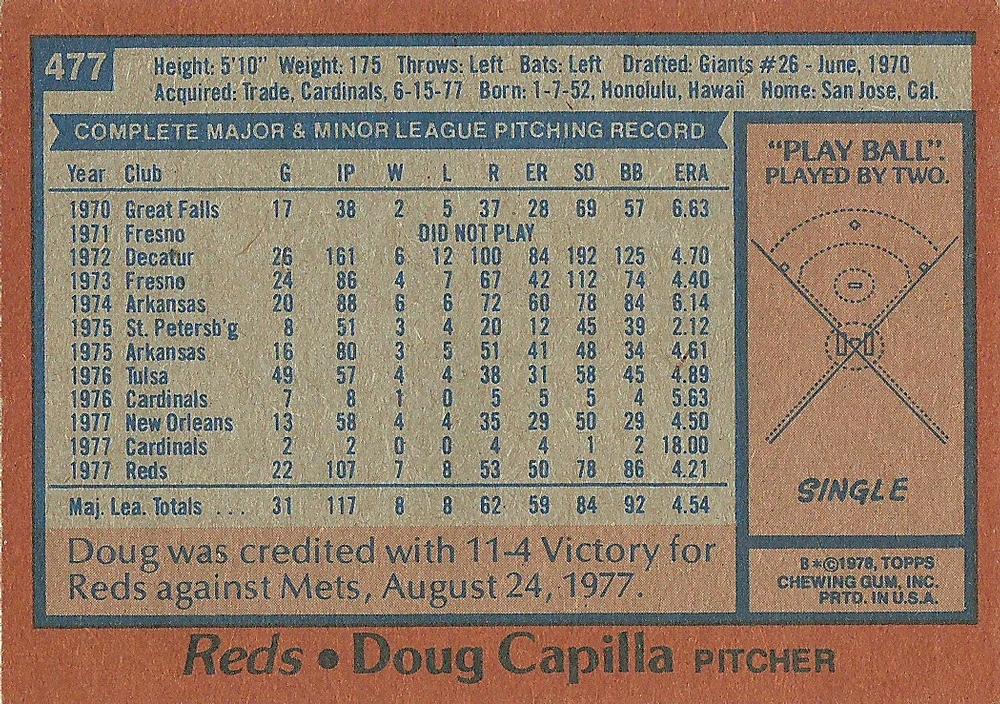 477
Height: 5'10" Weight: 175 Throws: Left Bats: Left Drafted: Giants #26 - June, 1970
Acquired: Trade, Cardinals, 6-15-77 Born: 1-7-52, Honolulu, Hawaii Home: San Jose, Cal.
COMPLETE MAJOR & MINOR LEAGUE PITCHING RECORD
Year Club G IP W L R ER SO BB ERA
1970 Great Falls 17 38 2 5 37 28 69 57 6.63
1971 Fresno DID NOT PLAY
1972 Decatur 26 161 6 12 100 84 192 125 4.70
1973 Fresno 24 86 4 7 67 42 112 74 4.40
1974 Arkansas 20 88 6 6 72 60 78 84 6.14
1975 St. Petersb'g 8 51 3 4 20 12 45 39 2.12
1975 Arkansas 16 80 3 5 51 41 48 34 4.61
1976 Tulsa 49 57 4 4 38 31 58 45 4.89
1976 Cardinals 7 8 1 0 5 5 5 4 5.63
1977 New Orleans 13 58 4 4 35 29 50 29 4.50
1977 Cardinals 2 2 0 0 4 4 1 2 18.00
1977 Reds 22 107 7 8 53 50 78 86 4.21
Maj. Lea. Totals ... 31 117 8 8 62 59 84 92 4.54
Doug was credited with 11-4 Victory for
Reds against Mets, August 24, 1977.
"PLAY BALL".
PLAYED BY TWO.
SINGLE
B*©1978, TOPPS
CHEWING GUM, INC.
PRTD. IN U.S.A.
Reds • Doug Capilla PITCHER